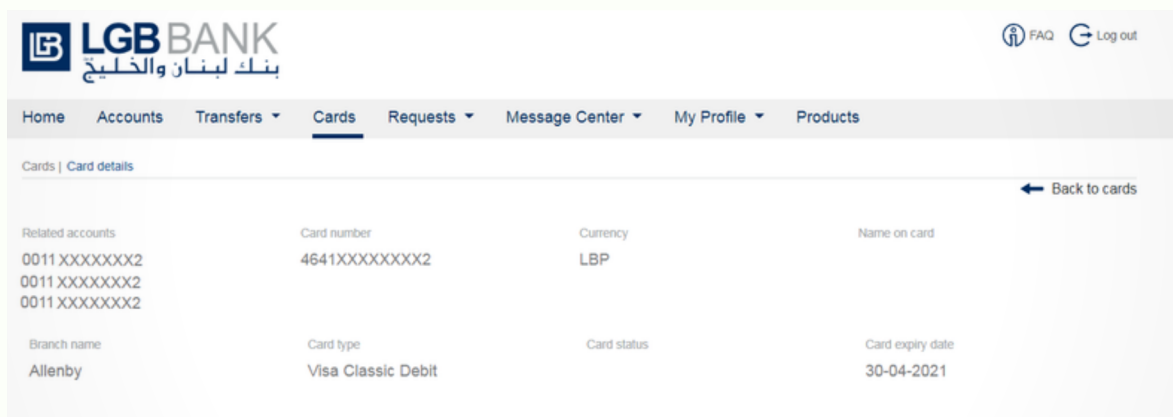 LGB BANK
بنك لبنان والخليج
FAQ Log out
Home Accounts Transfers Cards Requests Message Center My Profile Products
Cards | Card details
Back to cards
Related accounts Card number Currency Name on card
0011 XXXXXXX2 4641XXXXXXXX2 LBP
0011 XXXXXXX2
0011 XXXXXXX2
Branch name Card type Card status Card expiry date
Allenby Visa Classic Debit 30-04-2021